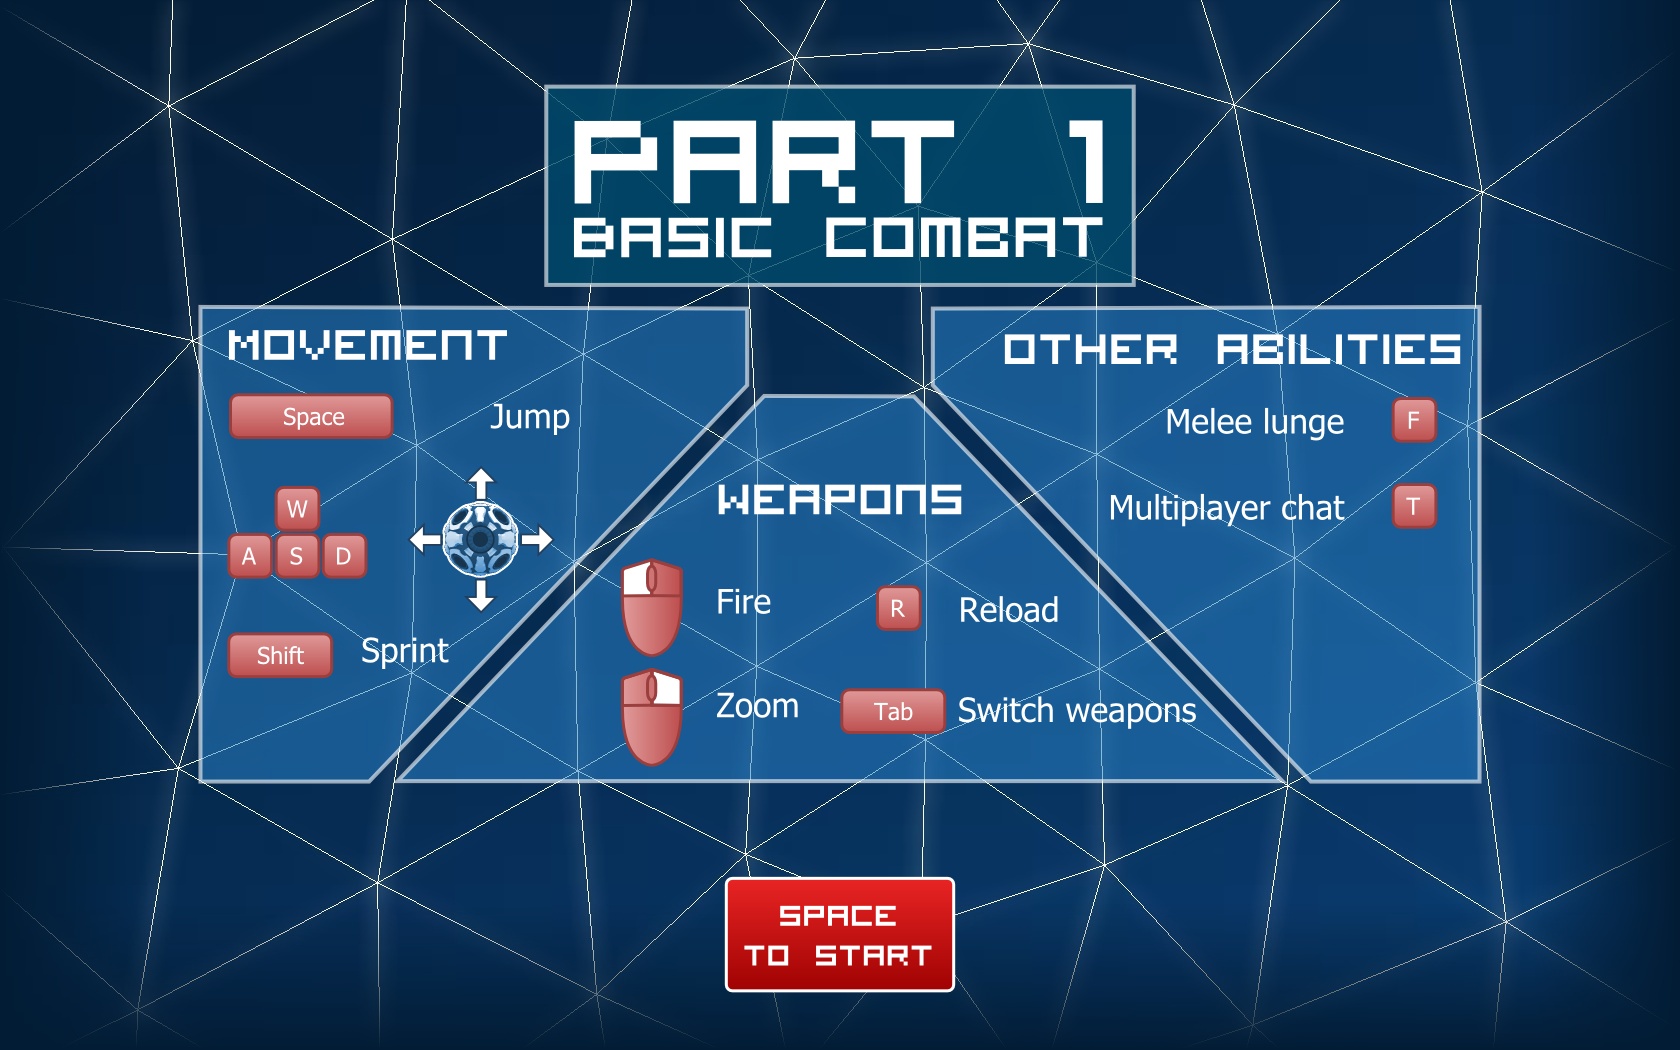 PART 1
BASIC COMBAT
MOVEMENT
Space Jump
W
A S D
Shift Sprint
WEAPONS
Fire
R Reload
Zoom
Tab Switch weapons
OTHER ABILITIES
Melee lunge F
Multiplayer chat T
SPACE
TO START